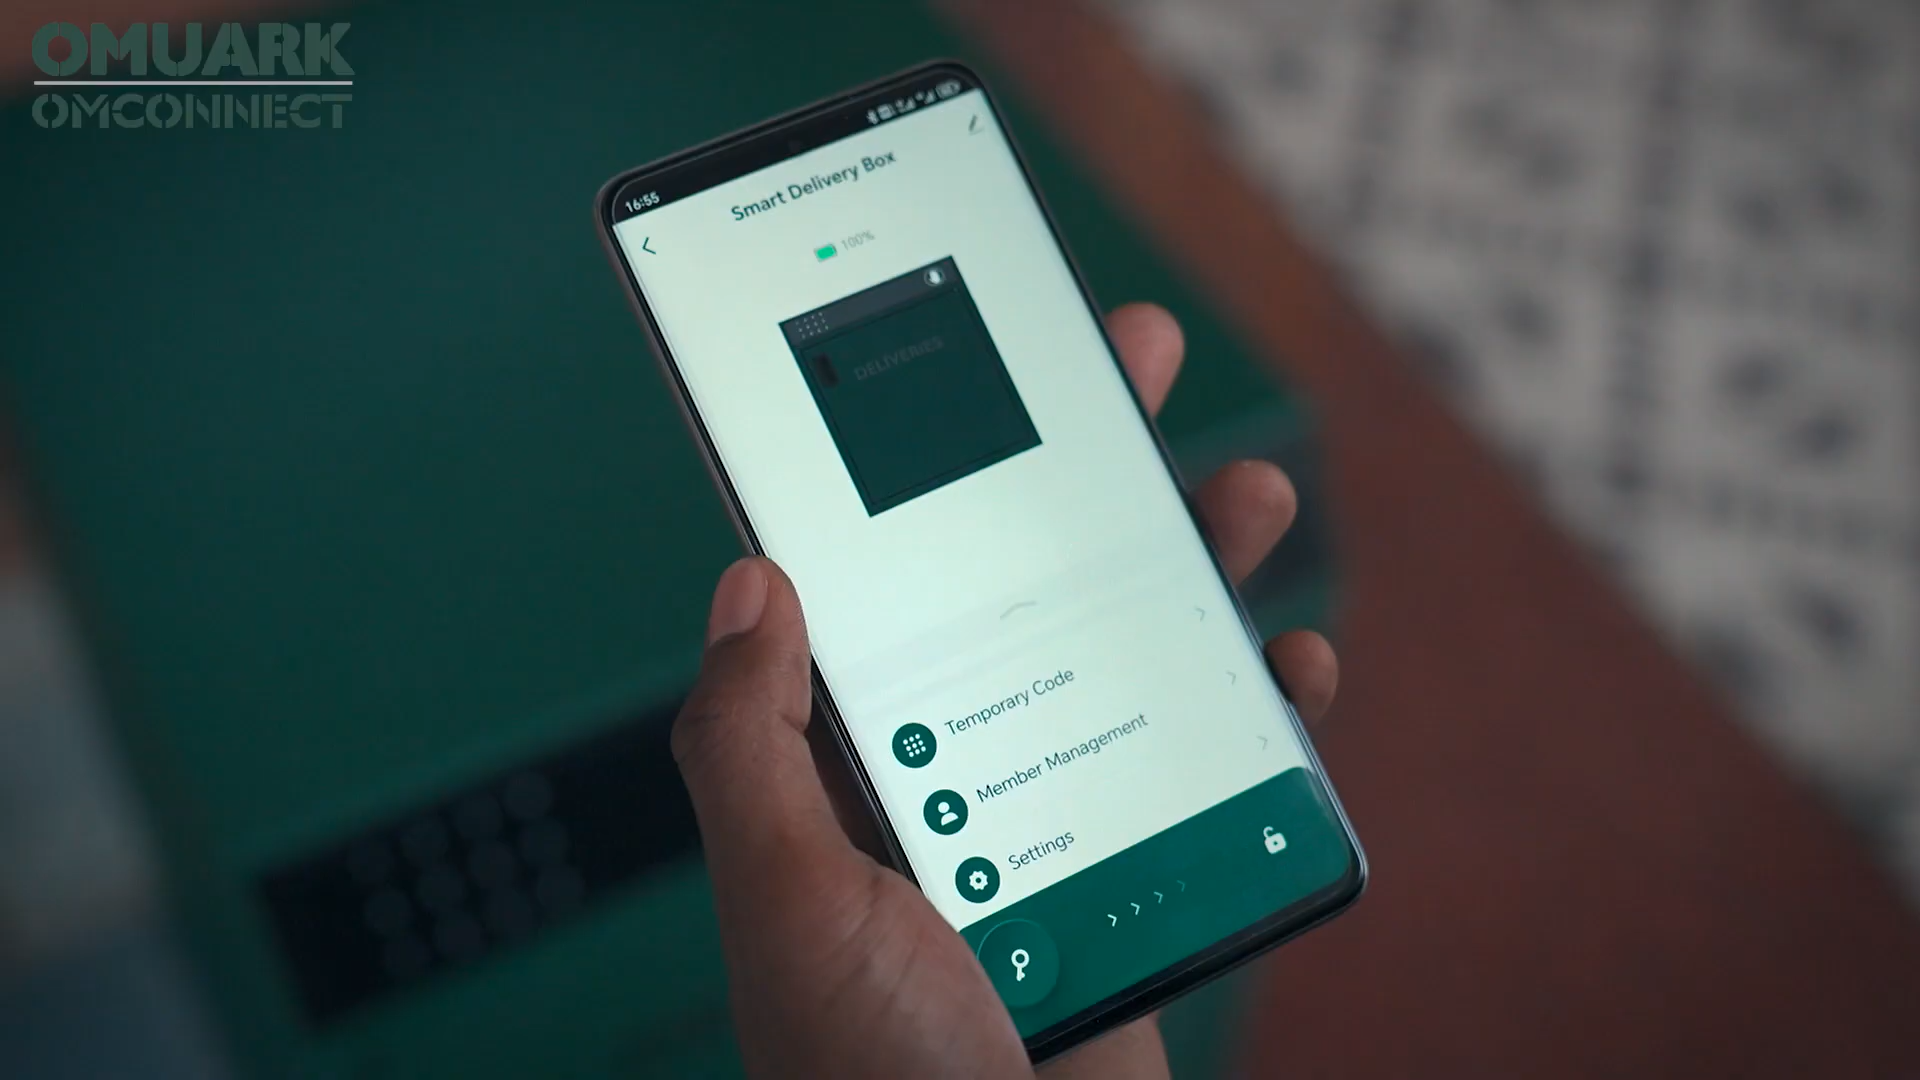 OMUARK
OMCONNECT
16:55
Smart Delivery Box
100%
DELIVERIES
Temporary Code
Member Management
Settings